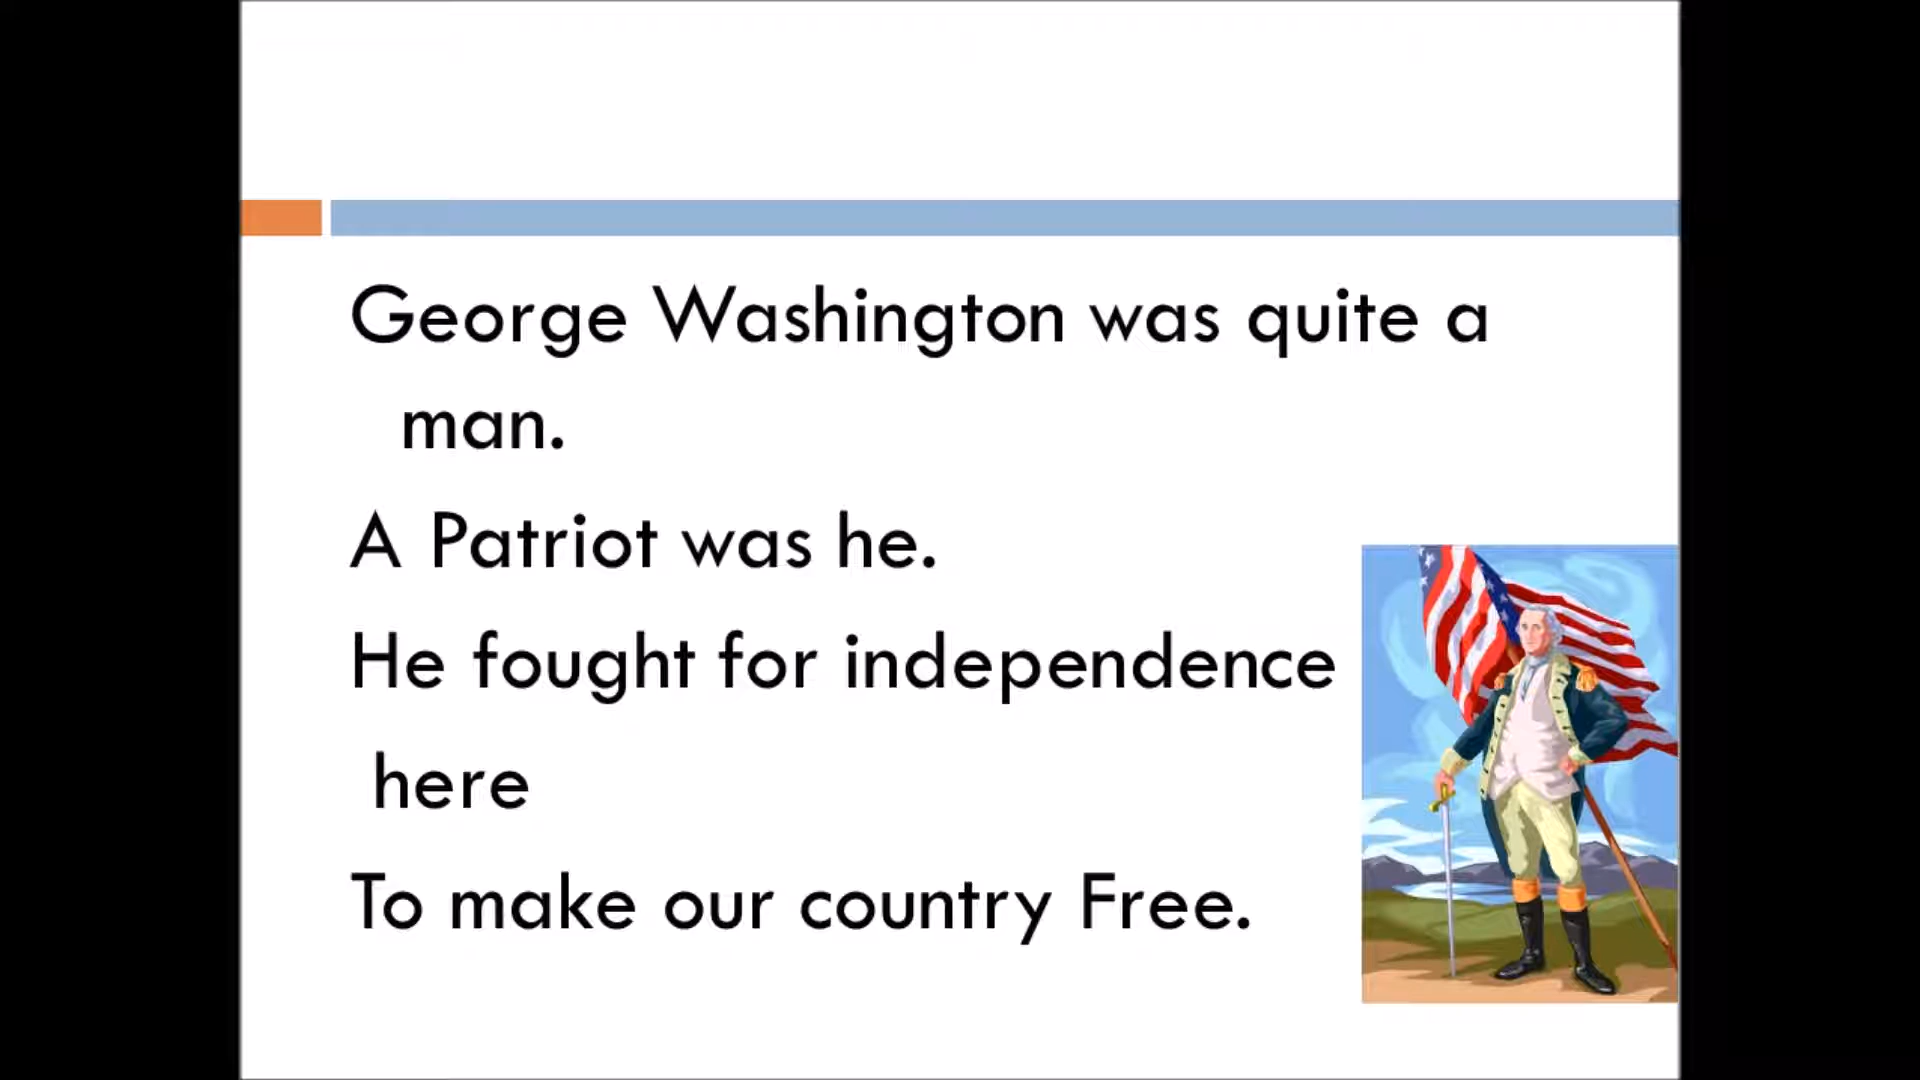 George Washington was quite a
man.
A Patriot was he.
He fought for independence
here
To make our country Free.